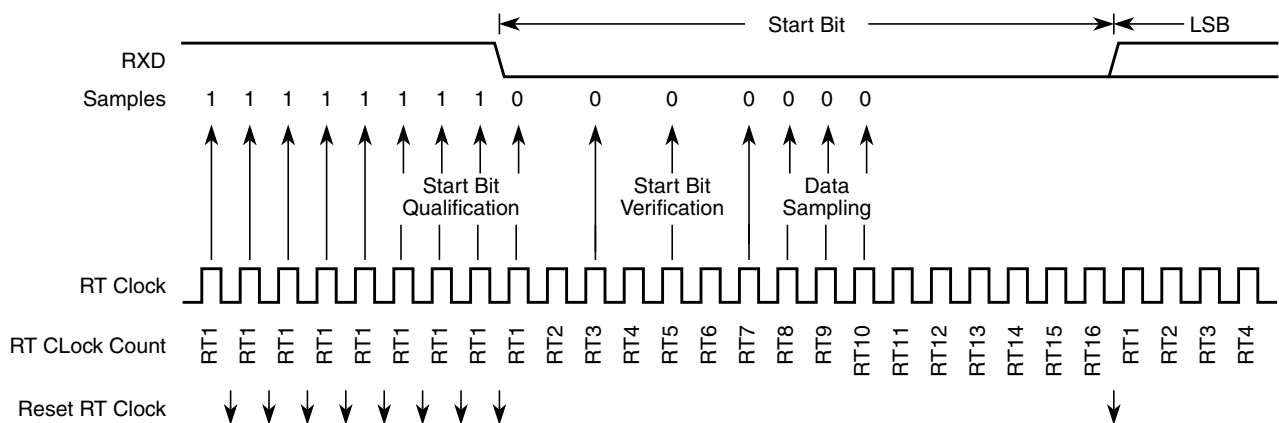 Start Bit LSB
RXD
Samples 1 1 1 1 1 1 1 1 0 0 0 0 0 0 0
Start Bit Qualification
Start Bit Verification
Data Sampling
RT Clock
RT CLock Count RT1 RT1 RT1 RT1 RT1 RT1 RT1 RT1 RT1 RT2 RT3 RT4 RT5 RT6 RT7 RT8 RT9 RT10 RT11 RT12 RT13 RT14 RT15 RT16 RT1 RT2 RT3 RT4
Reset RT Clock